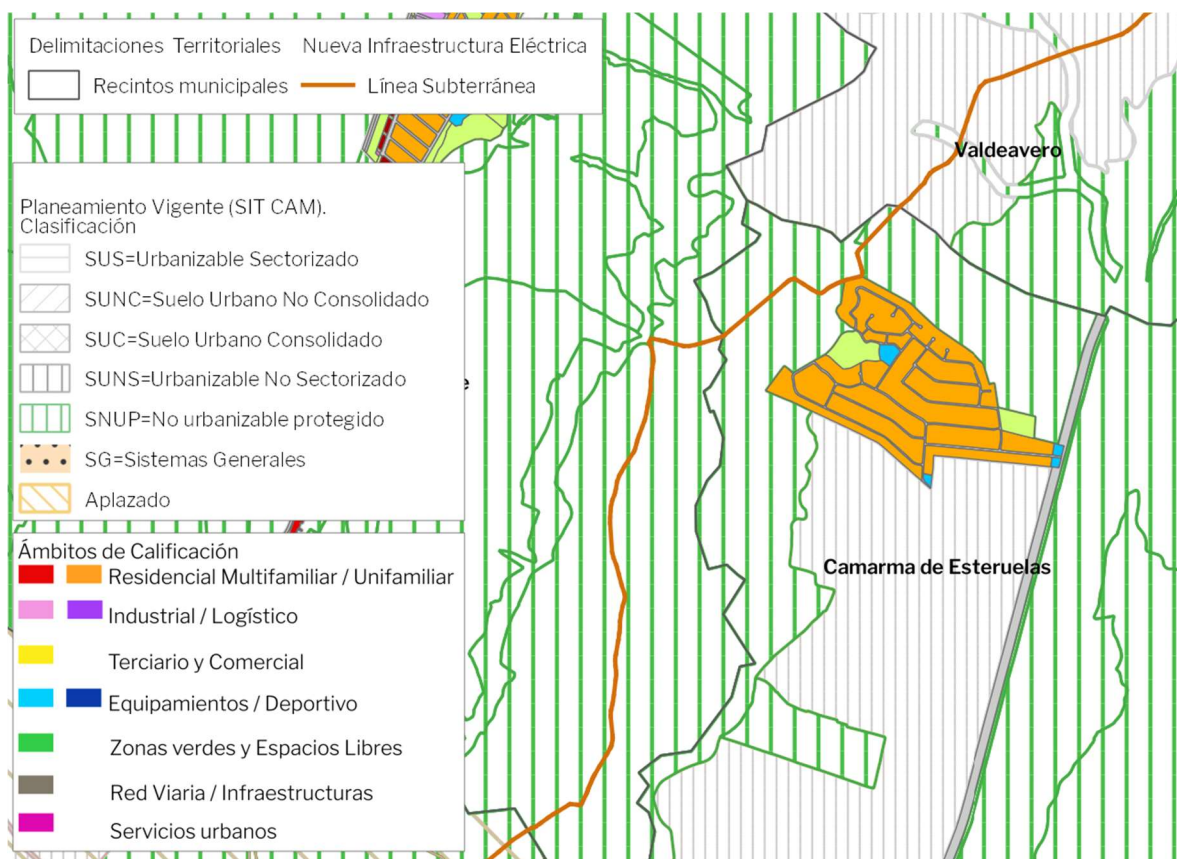 Delimitaciones Territoriales Nueva Infraestructura Eléctrica
Recintos municipales Línea Subterránea
Planeamiento Vigente (SIT CAM).
Clasificación
SUS=Urbanizable Sectorizado
SUNC=Suelo Urbano No Consolidado
SUC=Suelo Urbano Consolidado
SUNS=Urbanizable No Sectorizado
SNUP=No urbanizable protegido
SG=Sistemas Generales
Aplazado
Ámbitos de Calificación
Residencial Multifamiliar / Unifamiliar
Industrial / Logístico
Terciario y Comercial
Equipamientos / Deportivo
Zonas verdes y Espacios Libres
Red Viaria / Infraestructuras
Servicios urbanos
e
Valdeavero
Camarma de Esteruelas